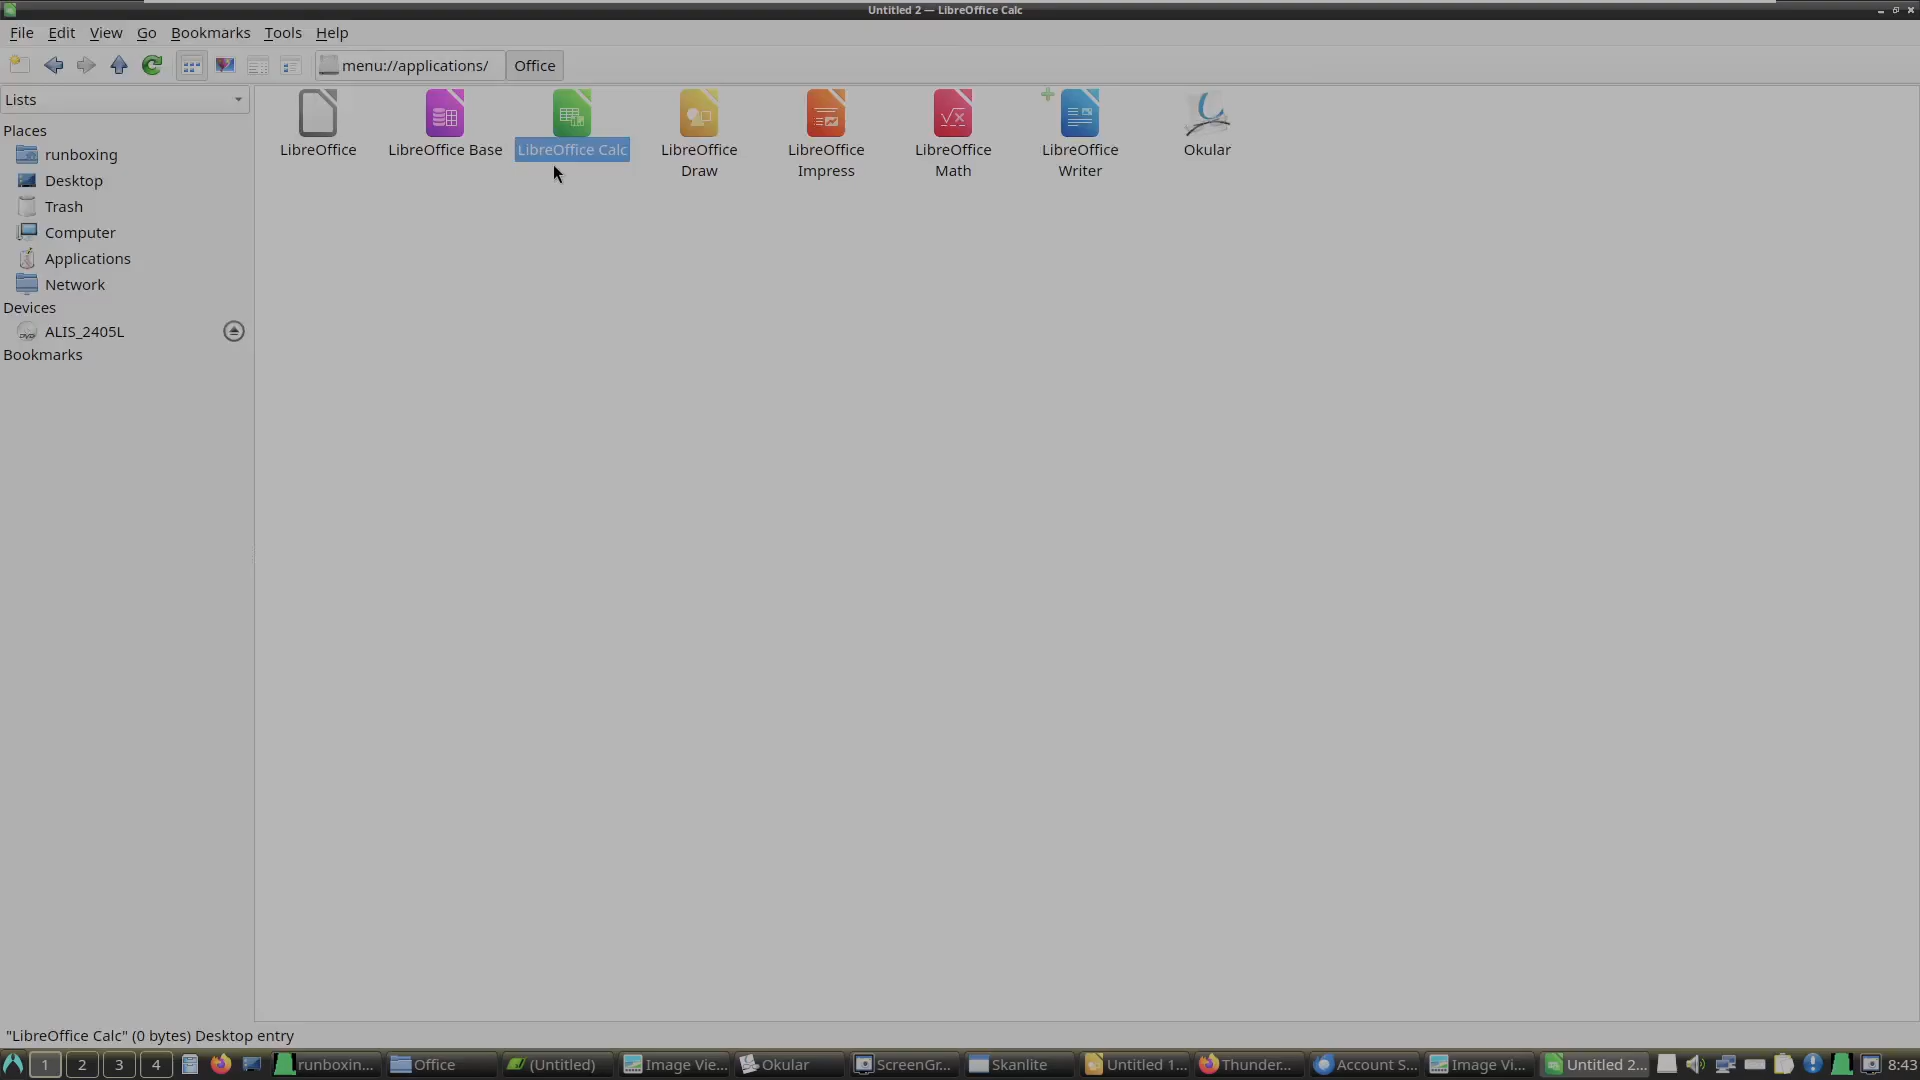 Untitled 2 — LibreOffice Calc
File Edit View Go Bookmarks Tools Help
menu://applications/ Office
Lists
Places
runboxing
Desktop
Trash
Computer
Applications
Network
Devices
ALIS_2405L
Bookmarks
LibreOffice
LibreOffice Base
LibreOffice Calc
LibreOffice
Draw
LibreOffice
Impress
LibreOffice
Math
LibreOffice
Writer
Okular
"LibreOffice Calc" (0 bytes) Desktop entry
1 2 3 4 runboxin... Office (Untitled) Image Vie... Okular ScreenGr... Skanlite Untitled 1... Thunder... Account S... Image Vi... Untitled 2... 8:43